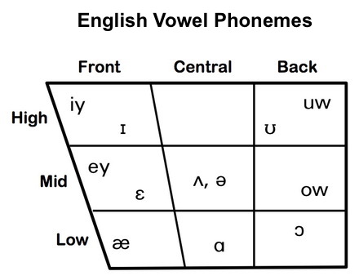 English Vowel Phonemes
Front Central Back
High iy ɪ uw ʊ
Mid ey ɛ ʌ, ə ow
Low æ ɑ ɔ